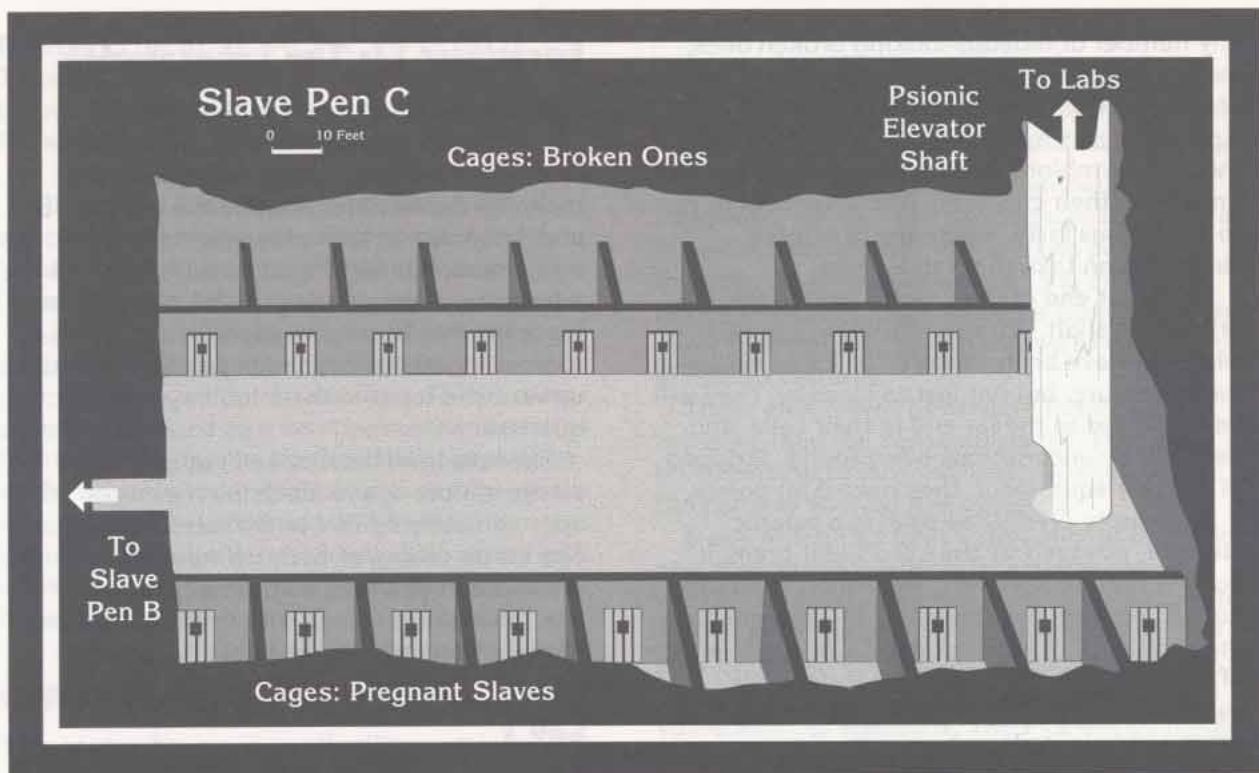 Slave Pen C
0 10 Feet
Cages: Broken Ones
Psionic
Elevator
Shaft
To Labs
To
Slave
Pen B
Cages: Pregnant Slaves